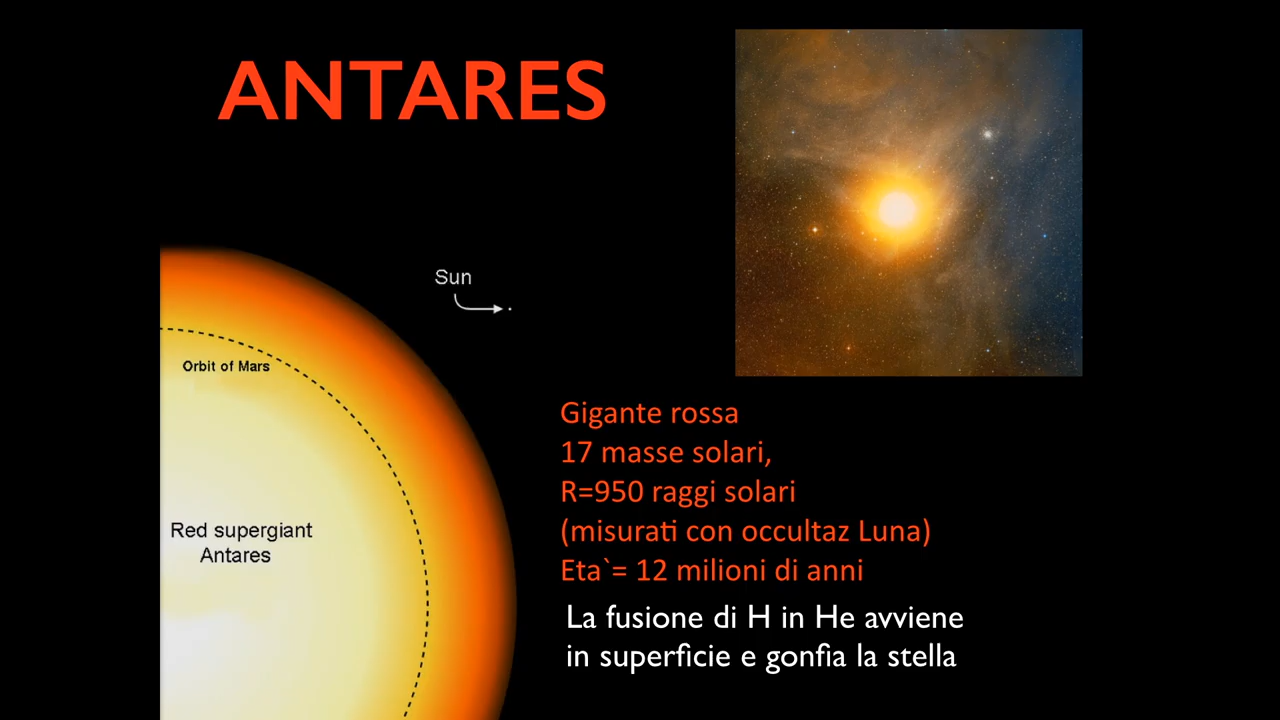 ANTARES
Sun
Orbit of Mars
Red supergiant
Antares
Gigante rossa
17 masse solari,
R=950 raggi solari
(misurati con occultaz Luna)
Eta`= 12 milioni di anni
La fusione di H in He avviene
in superficie e gonfia la stella